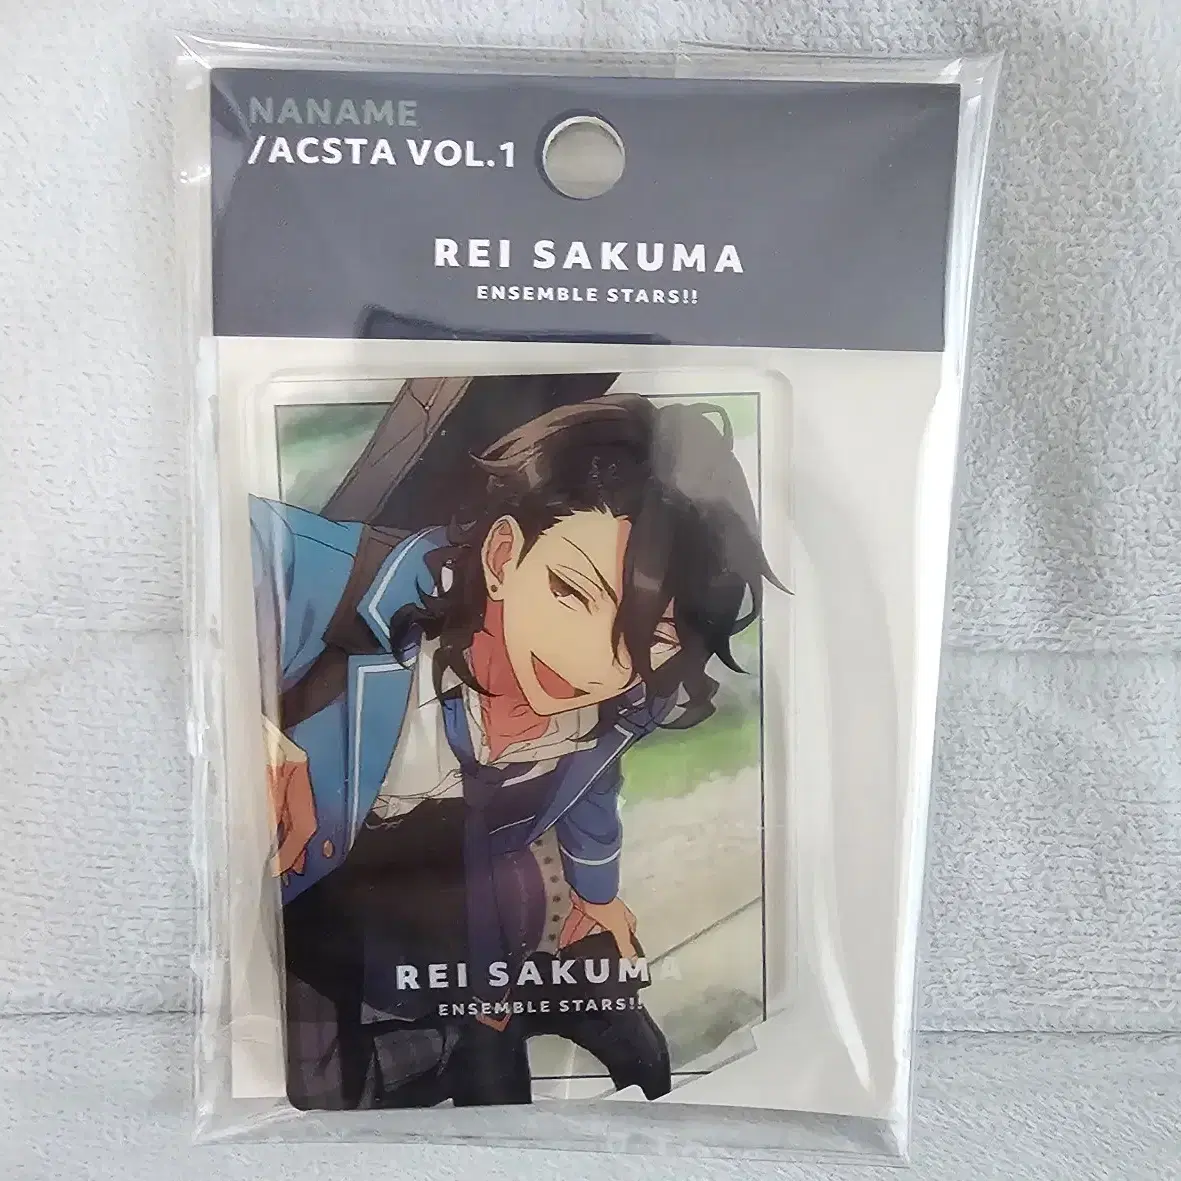 NANAME
/ACSTA VOL.1
REI SAKUMA
ENSEMBLE STARS!!
REI SAKUMA
ENSEMBLE STARS!!